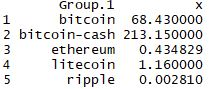 Group.1 x
1 bitcoin 68.430000
2 bitcoin-cash 213.150000
3 ethereum 0.434829
4 litecoin 1.160000
5 ripple 0.002810